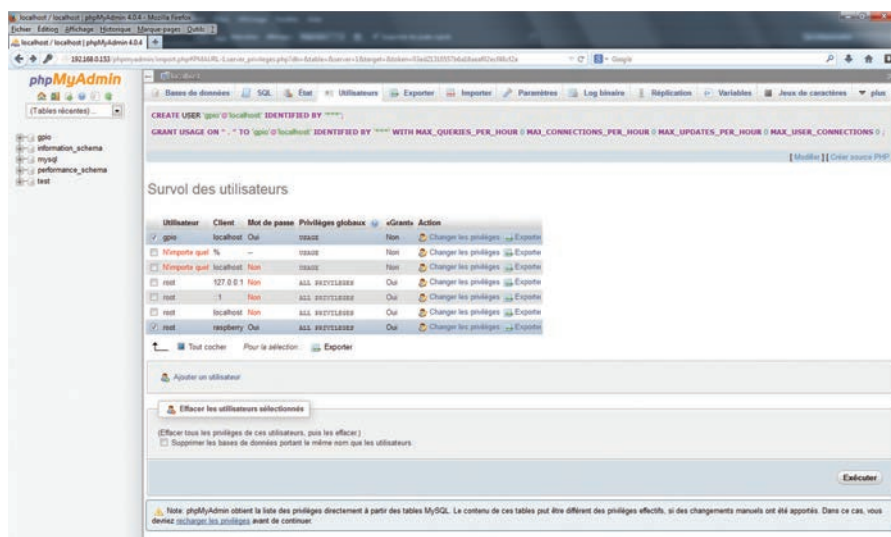 localhost / localhost | phpMyAdmin 4.0.4 - Mozilla Firefox
Fichier Édition Affichage Historique Marque-pages Outils ?
localhost / localhost | phpMyAdmin 4.0.4
192.168.0.153 Google
phpMyAdmin
(Tables récentes) ...
gpio
information_schema
mysql
performance_schema
test
localhost
Bases de données SQL État Utilisateurs Exporter Importer Paramètres Log binaire Réplication Variables Jeux de caractères plus
CREATE USER 'gpio'@'localhost' IDENTIFIED BY '***';
GRANT USAGE ON * . * TO 'gpio'@'localhost' IDENTIFIED BY '***' WITH MAX_QUERIES_PER_HOUR 0 MAX_CONNECTIONS_PER_HOUR 0 MAX_UPDATES_PER_HOUR 0 MAX_USER_CONNECTIONS 0 ;
[ Modifier ] [ Créer source PHP
Survol des utilisateurs
Utilisateur Client Mot de passe Privilèges globaux «Grant» Action
gpio localhost Oui USAGE Non Changer les privilèges Exporter
N'importe quel % -- USAGE Non Changer les privilèges Exporter
N'importe quel localhost Non USAGE Non Changer les privilèges Exporter
root 127.0.0.1 Non ALL PRIVILEGES Oui Changer les privilèges Exporter
root ::1 Non ALL PRIVILEGES Oui Changer les privilèges Exporter
root localhost Non ALL PRIVILEGES Oui Changer les privilèges Exporter
root raspberry Oui ALL PRIVILEGES Oui Changer les privilèges Exporter
Tout cocher Pour la sélection : Exporter
Ajouter un utilisateur
Effacer les utilisateurs sélectionnés
(Effacer tous les privilèges de ces utilisateurs, puis les effacer.)
Supprimer les bases de données portant le même nom que les utilisateurs.
Exécuter
Note: phpMyAdmin obtient la liste des privilèges directement à partir des tables MySQL. Le contenu de ces tables peut être différent des privilèges effectifs, si des changements manuels ont été apportés. Dans ce cas, vous
devriez recharger les privilèges avant de continuer.